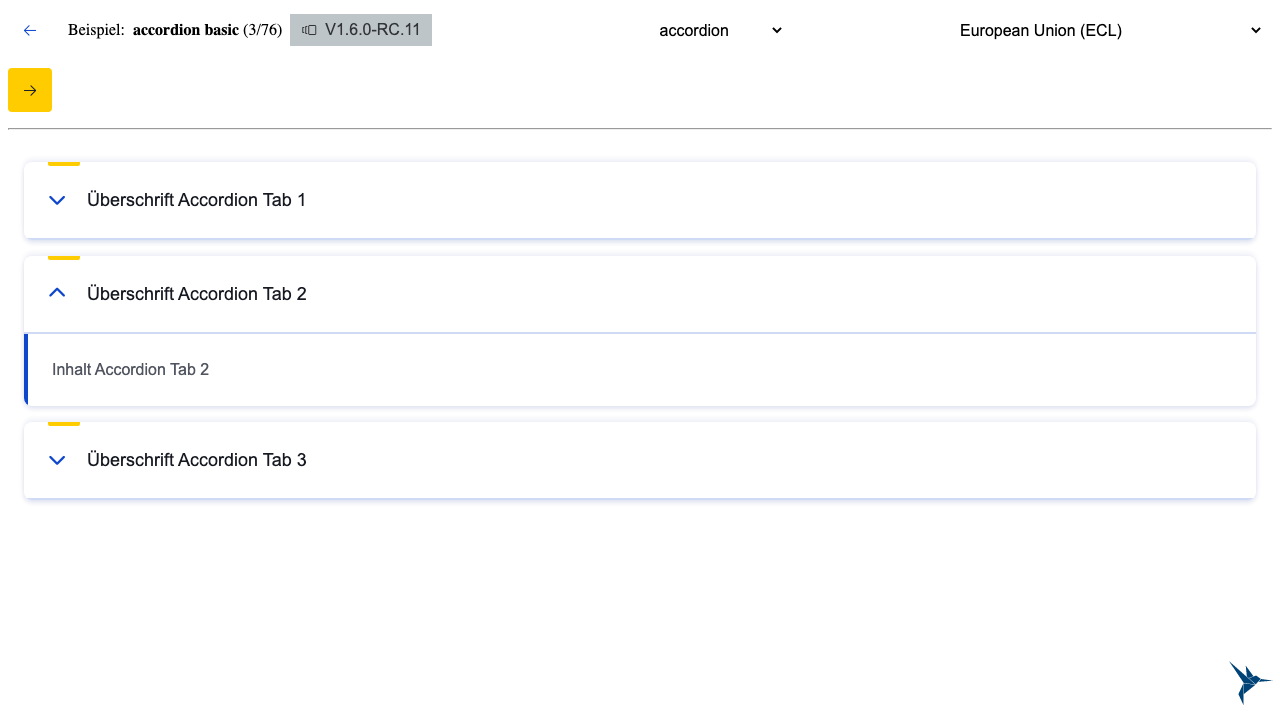 Beispiel: accordion basic (3/76) V1.6.0-RC.11 accordion European Union (ECL)
Überschrift Accordion Tab 1
Überschrift Accordion Tab 2
Inhalt Accordion Tab 2
Überschrift Accordion Tab 3